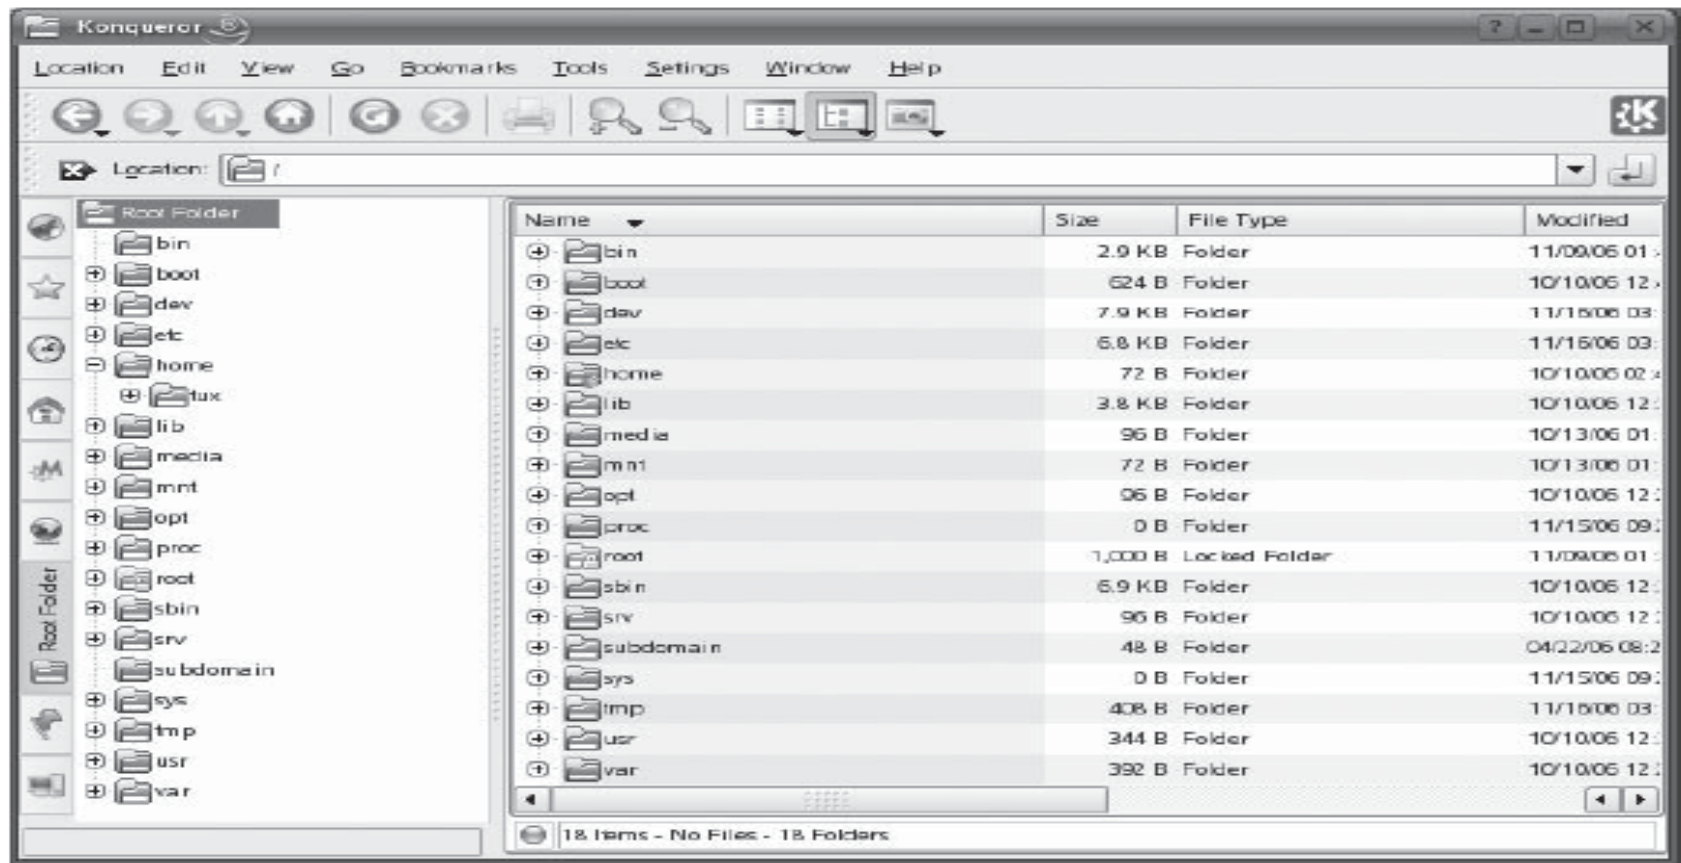 Konqueror
Location Edit View Go Bookmarks Tools Settings Window Help
Location: /
Root Folder
bin
boot
dev
etc
home
tux
lib
media
mnt
opt
proc
root
sbin
srv
subdomain
sys
tmp
usr
var
Root Folder
Name Size File Type Modified
bin 2.9 KB Folder 11/09/06 01:
boot 624 B Folder 10/10/06 12:
dev 7.9 KB Folder 11/16/06 03:
etc 6.8 KB Folder 11/16/06 03:
home 72 B Folder 10/10/06 02:
lib 3.8 KB Folder 10/10/06 12:
media 96 B Folder 10/13/06 01:
mnt 72 B Folder 10/13/06 01:
opt 96 B Folder 10/10/06 12:
proc 0 B Folder 11/15/06 09:
root 1,000 B Locked Folder 11/09/06 01:
sbin 6.9 KB Folder 10/10/06 12:
srv 96 B Folder 10/10/06 12:
subdomain 48 B Folder 04/22/06 08:2
sys 0 B Folder 11/15/06 09:
tmp 408 B Folder 11/16/06 03:
usr 344 B Folder 10/10/06 12:
var 392 B Folder 10/10/06 12:
18 Items - No Files - 18 Folders